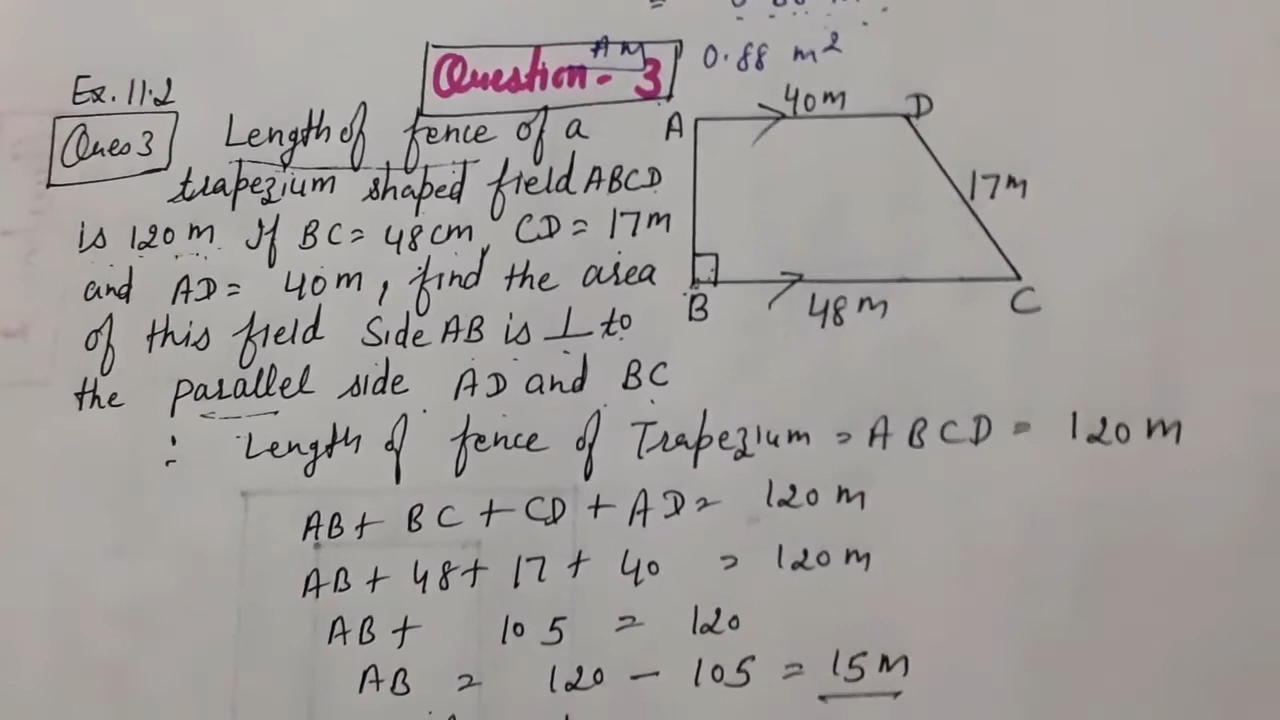 Ans 0.88 m²
Question - 3
Ex. 11.2
Ques 3
Length of fence of a
trapezium shaped field ABCD
is 120 m. If BC = 48 cm, CD = 17 m
and AD = 40 m, find the area
of this field Side AB is ⊥ to
the parallel side AD and BC
A 40m D
17m
B 48m C
∴ Length of fence of Trapezium = ABCD = 120 m
AB + BC + CD + AD = 120 m
AB + 48 + 17 + 40 = 120 m
AB + 105 = 120
AB = 120 - 105 = 15 m